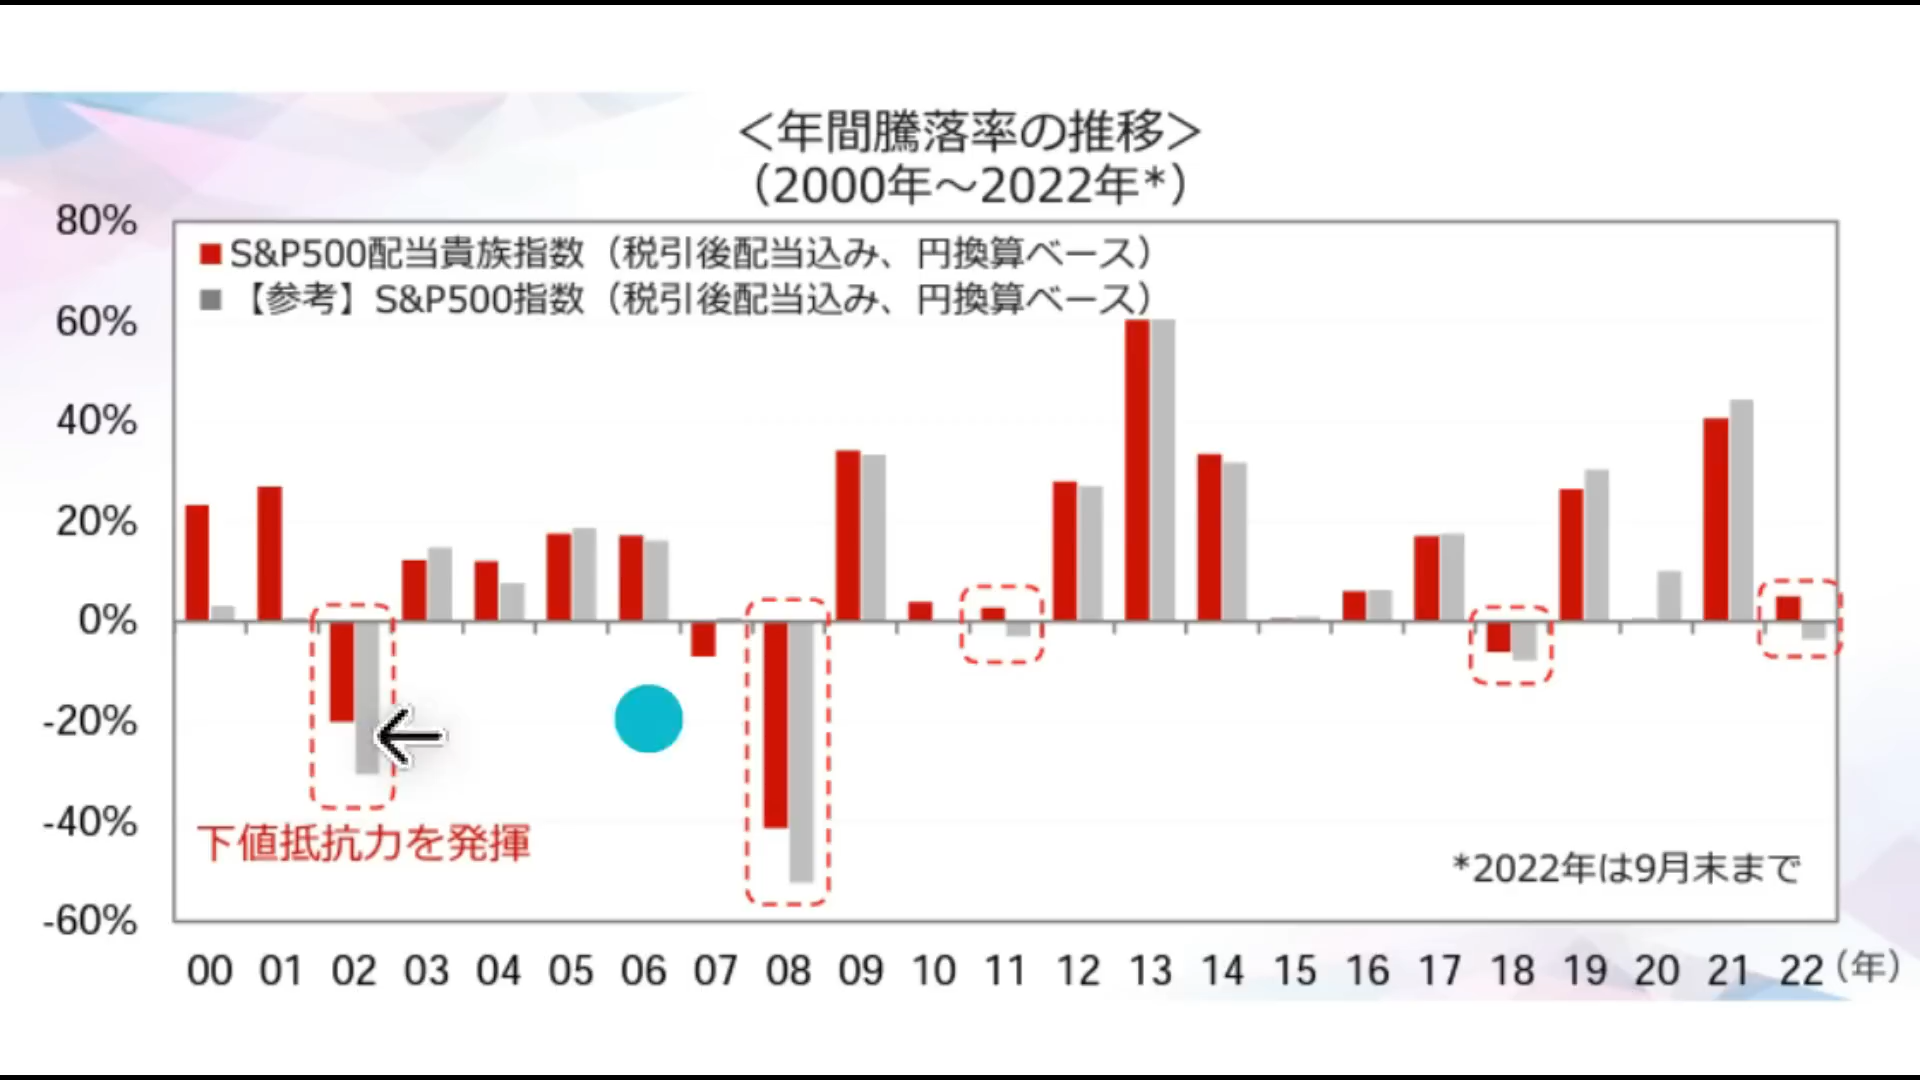 ＜年間騰落率の推移＞
（2000年～2022年*）
80%
60%
40%
20%
0%
-20%
-40%
-60%
S&P500配当貴族指数（税引後配当込み、円換算ベース）
【参考】S&P500指数（税引後配当込み、円換算ベース）
下値抵抗力を発揮
*2022年は9月末まで
00 01 02 03 04 05 06 07 08 09 10 11 12 13 14 15 16 17 18 19 20 21 22（年）